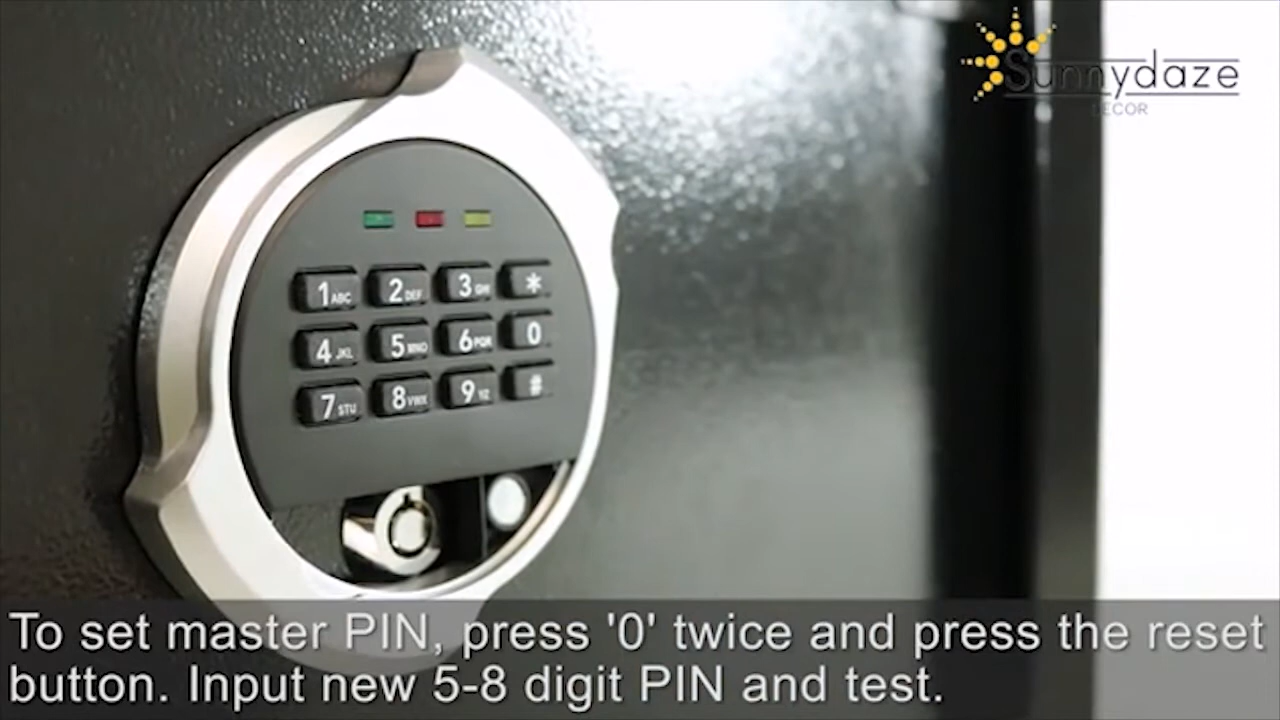 Sunnydaze
DECOR
1ABC 2DEF 3GHI *
4JKL 5MNO 6PQR 0
7STU 8VWX 9YZ #
To set master PIN, press '0' twice and press the reset
button. Input new 5-8 digit PIN and test.